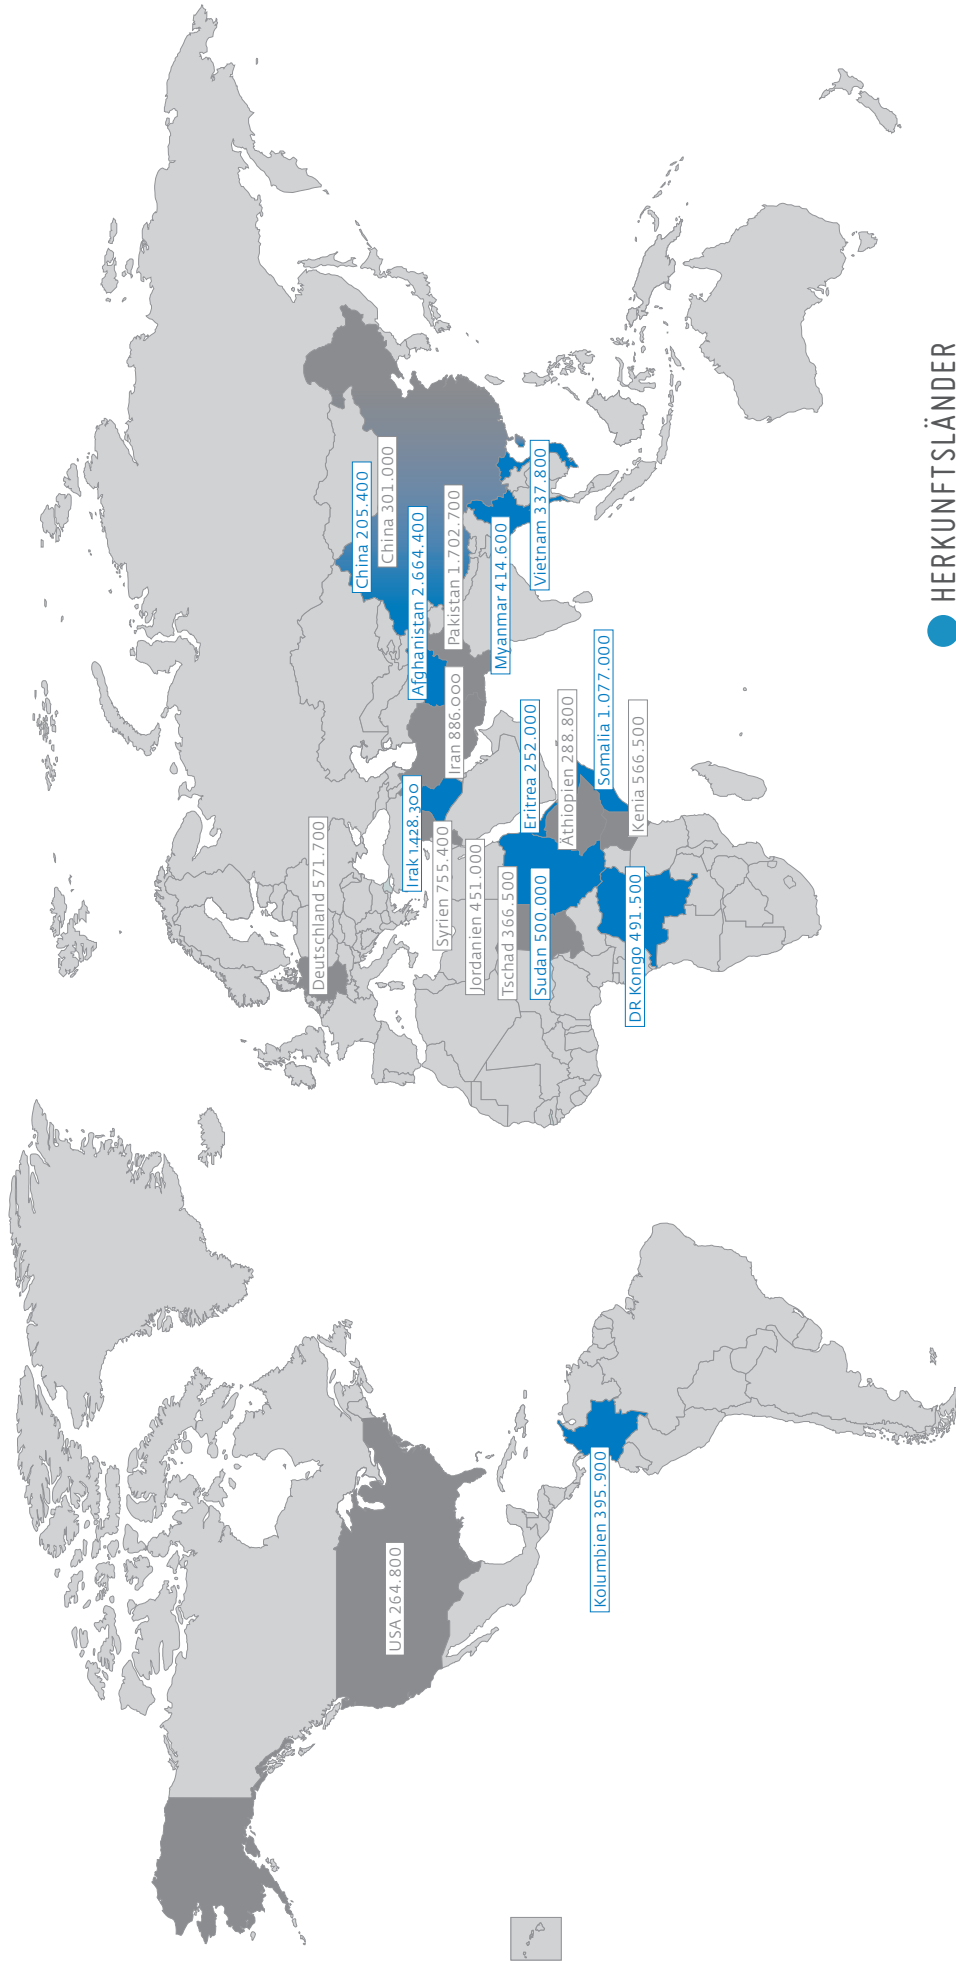 USA 264.800
Kolumbien 395.900
Deutschland 571.700
Irak 1.428.300
Syrien 755.400
Jordanien 451.000
Tschad 366.500
Sudan 500.000
DR Kongo 491.500
China 205.400
China 301.000
Afghanistan 2.664.400
Pakistan 1.702.700
Iran 886.000
Myanmar 414.600
Vietnam 337.800
Eritrea 252.000
Äthiopien 288.800
Somalia 1.077.000
Kenia 566.500
HERKUNFTSLÄNDER